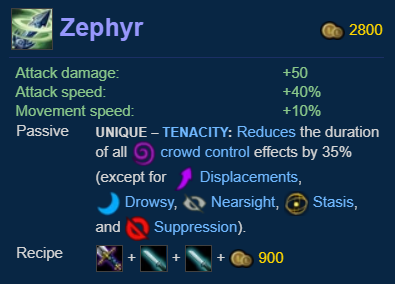 Zephyr 2800
Attack damage: +50
Attack speed: +40%
Movement speed: +10%
Passive UNIQUE – TENACITY: Reduces the duration
of all crowd control effects by 35%
(except for Displacements,
Drowsy, Nearsight, Stasis,
and Suppression).
Recipe + + + 900